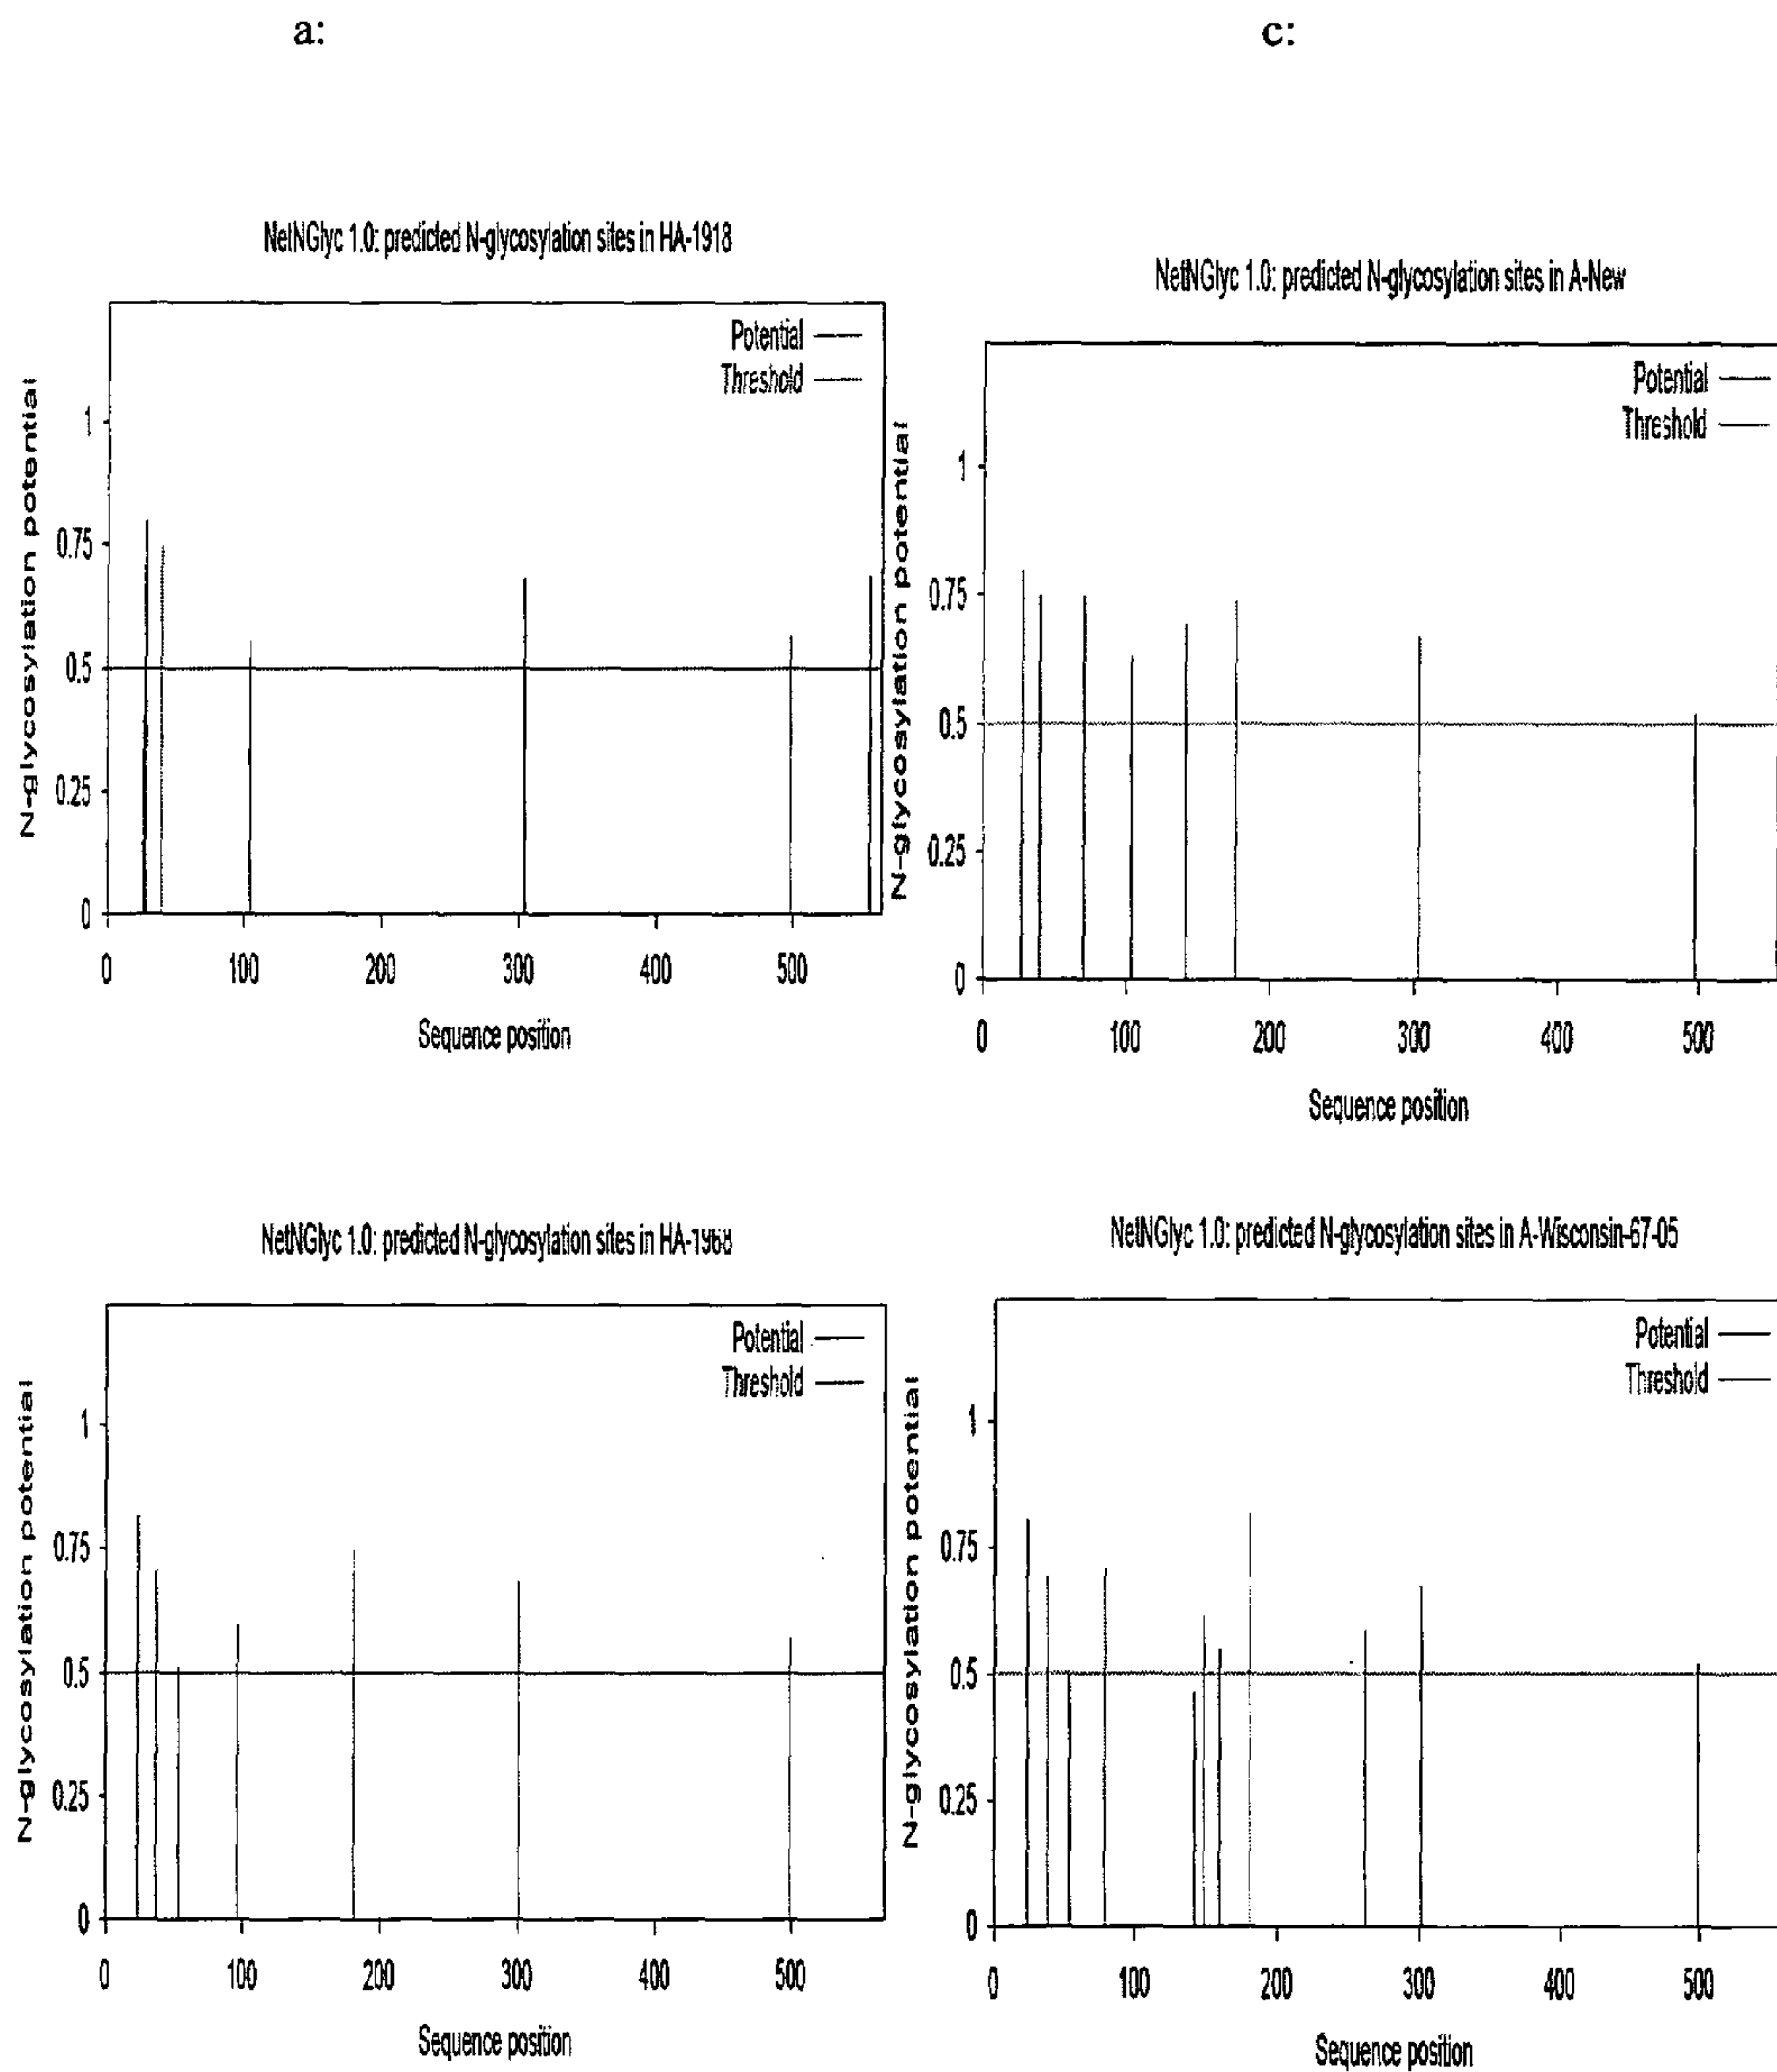 a:
c:
NetNGlyc 1.0: predicted N-glycosylation sites in HA-1918
Potential
Threshold
N-glycosylation potential
1
0.75
0.5
0.25
0
0 100 200 300 400 500
Sequence position
NetNGlyc 1.0: predicted N-glycosylation sites in A-New
Potential
Threshold
N-glycosylation potential
1
0.75
0.5
0.25
0
0 100 200 300 400 500
Sequence position
NetNGlyc 1.0: predicted N-glycosylation sites in HA-1968
Potential
Threshold
N-glycosylation potential
1
0.75
0.5
0.25
0
0 100 200 300 400 500
Sequence position
NetNGlyc 1.0: predicted N-glycosylation sites in A-Wisconsin-67-05
Potential
Threshold
N-glycosylation potential
1
0.75
0.5
0.25
0
0 100 200 300 400 500
Sequence position